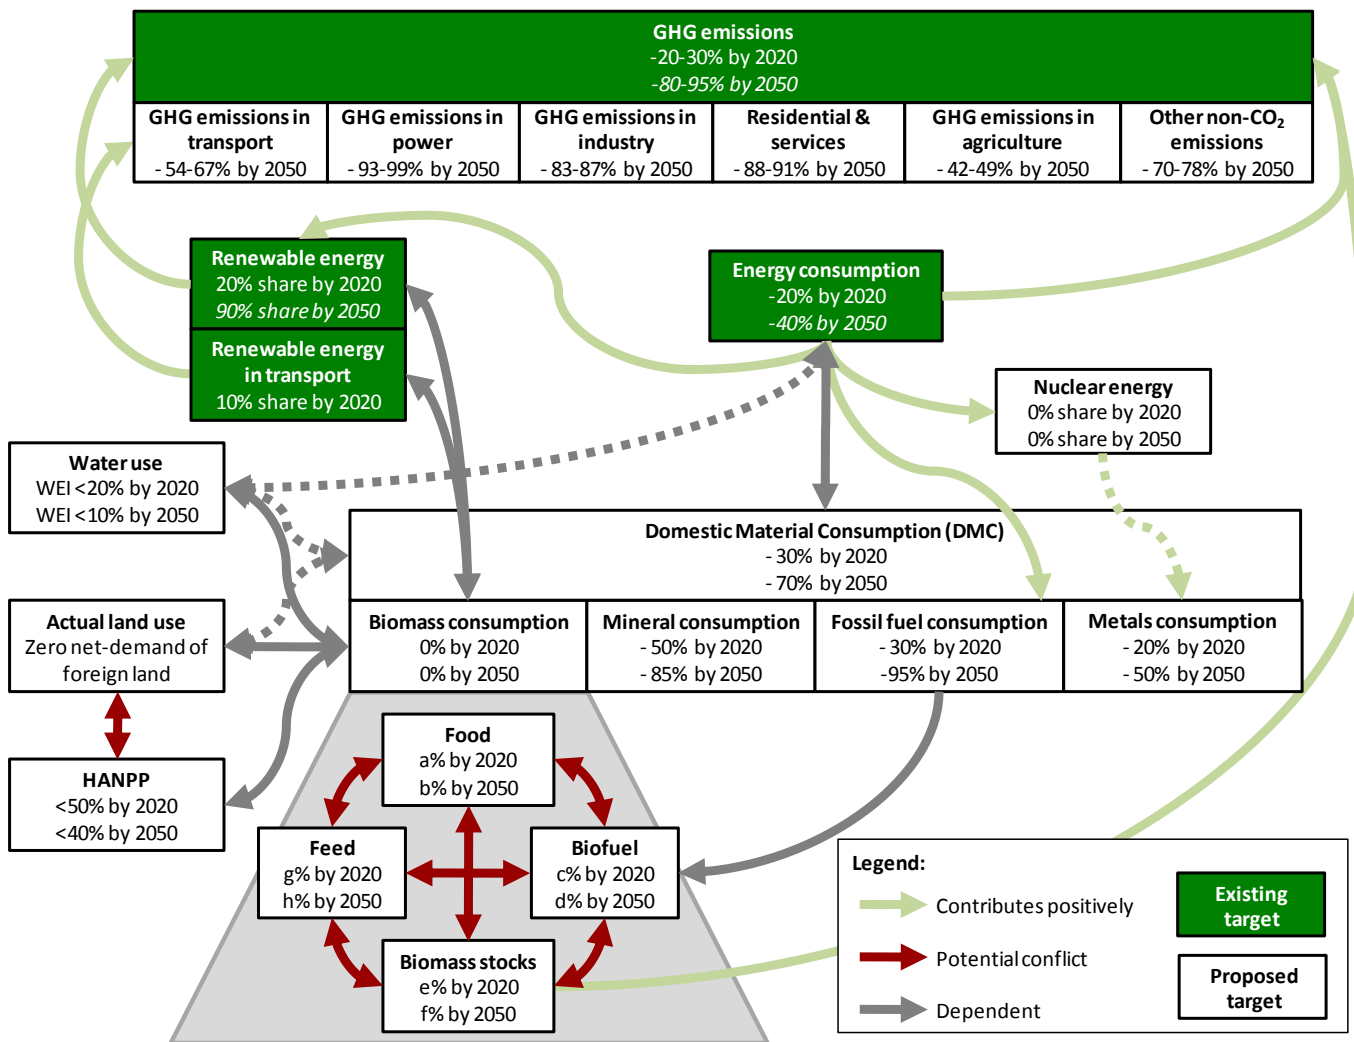 GHG emissions
-20-30% by 2020
-80-95% by 2050
GHG emissions in
transport
- 54-67% by 2050
GHG emissions in
power
- 93-99% by 2050
GHG emissions in
industry
- 83-87% by 2050
Residential &
services
- 88-91% by 2050
GHG emissions in
agriculture
- 42-49% by 2050
Other non-CO₂
emissions
- 70-78% by 2050
Renewable energy
20% share by 2020
90% share by 2050
Renewable energy
in transport
10% share by 2020
Energy consumption
-20% by 2020
-40% by 2050
Nuclear energy
0% share by 2020
0% share by 2050
Water use
WEI <20% by 2020
WEI <10% by 2050
Domestic Material Consumption (DMC)
- 30% by 2020
- 70% by 2050
Actual land use
Zero net-demand of
foreign land
Biomass consumption
0% by 2020
0% by 2050
Mineral consumption
- 50% by 2020
- 85% by 2050
Fossil fuel consumption
- 30% by 2020
-95% by 2050
Metals consumption
- 20% by 2020
- 50% by 2050
HANPP
<50% by 2020
<40% by 2050
Food
a% by 2020
b% by 2050
Feed
g% by 2020
h% by 2050
Biofuel
c% by 2020
d% by 2050
Biomass stocks
e% by 2020
f% by 2050
Legend:
Contributes positively
Potential conflict
Dependent
Existing
target
Proposed
target